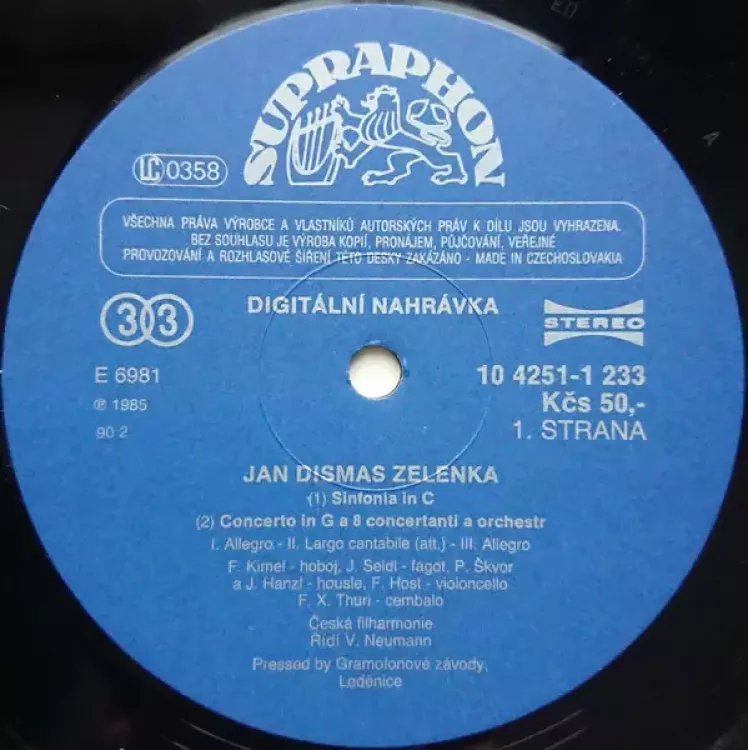 SUPRAPHON
LC 0358
VŠECHNA PRÁVA VÝROBCE A VLASTNÍKŮ AUTORSKÝCH PRÁV K DÍLU JSOU VYHRAZENA.
BEZ SOUHLASU JE VÝROBA KOPIÍ, PRONÁJEM, PŮJČOVÁNÍ, VEŘEJNÉ
PROVOZOVÁNÍ A ROZHLASOVÉ ŠÍŘENÍ TÉTO DESKY ZAKÁZÁNO - MADE IN CZECHOSLOVAKIA
33
DIGITÁLNÍ NAHRÁVKA
STEREO
E 6981
℗ 1985
90 2
10 4251-1 233
Kčs 50,-
1. STRANA
JAN DISMAS ZELENKA
(1) Sinfonia in C
(2) Concerto in G a 8 concertanti a orchestr
I. Allegro - II. Largo cantabile (att.) - III. Allegro
F. Kimel - hoboj, J. Seidl - fagot, P. Škvor
a J. Hanzl - housle, F. Host - violoncello
F. X. Thuri - cembalo
Česká filharmonie
Řídí V. Neumann
Pressed by Gramofonové závody,
Loděnice